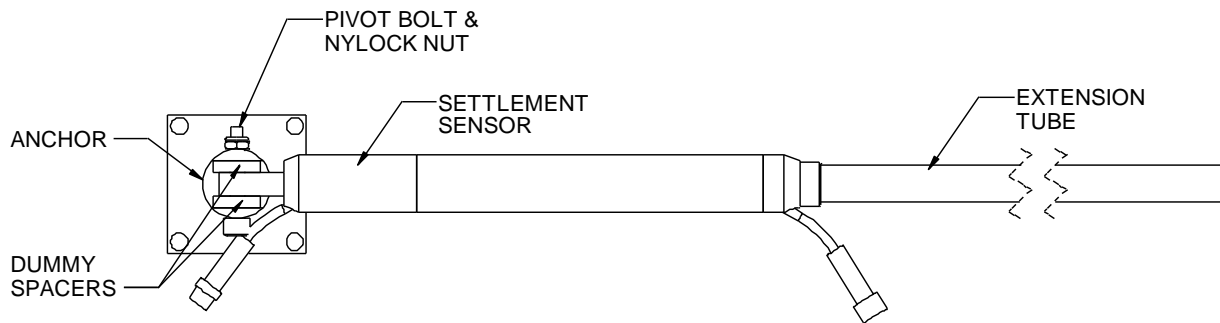 PIVOT BOLT &
NYLOCK NUT
SETTLEMENT
SENSOR
EXTENSION
TUBE
ANCHOR
DUMMY
SPACERS